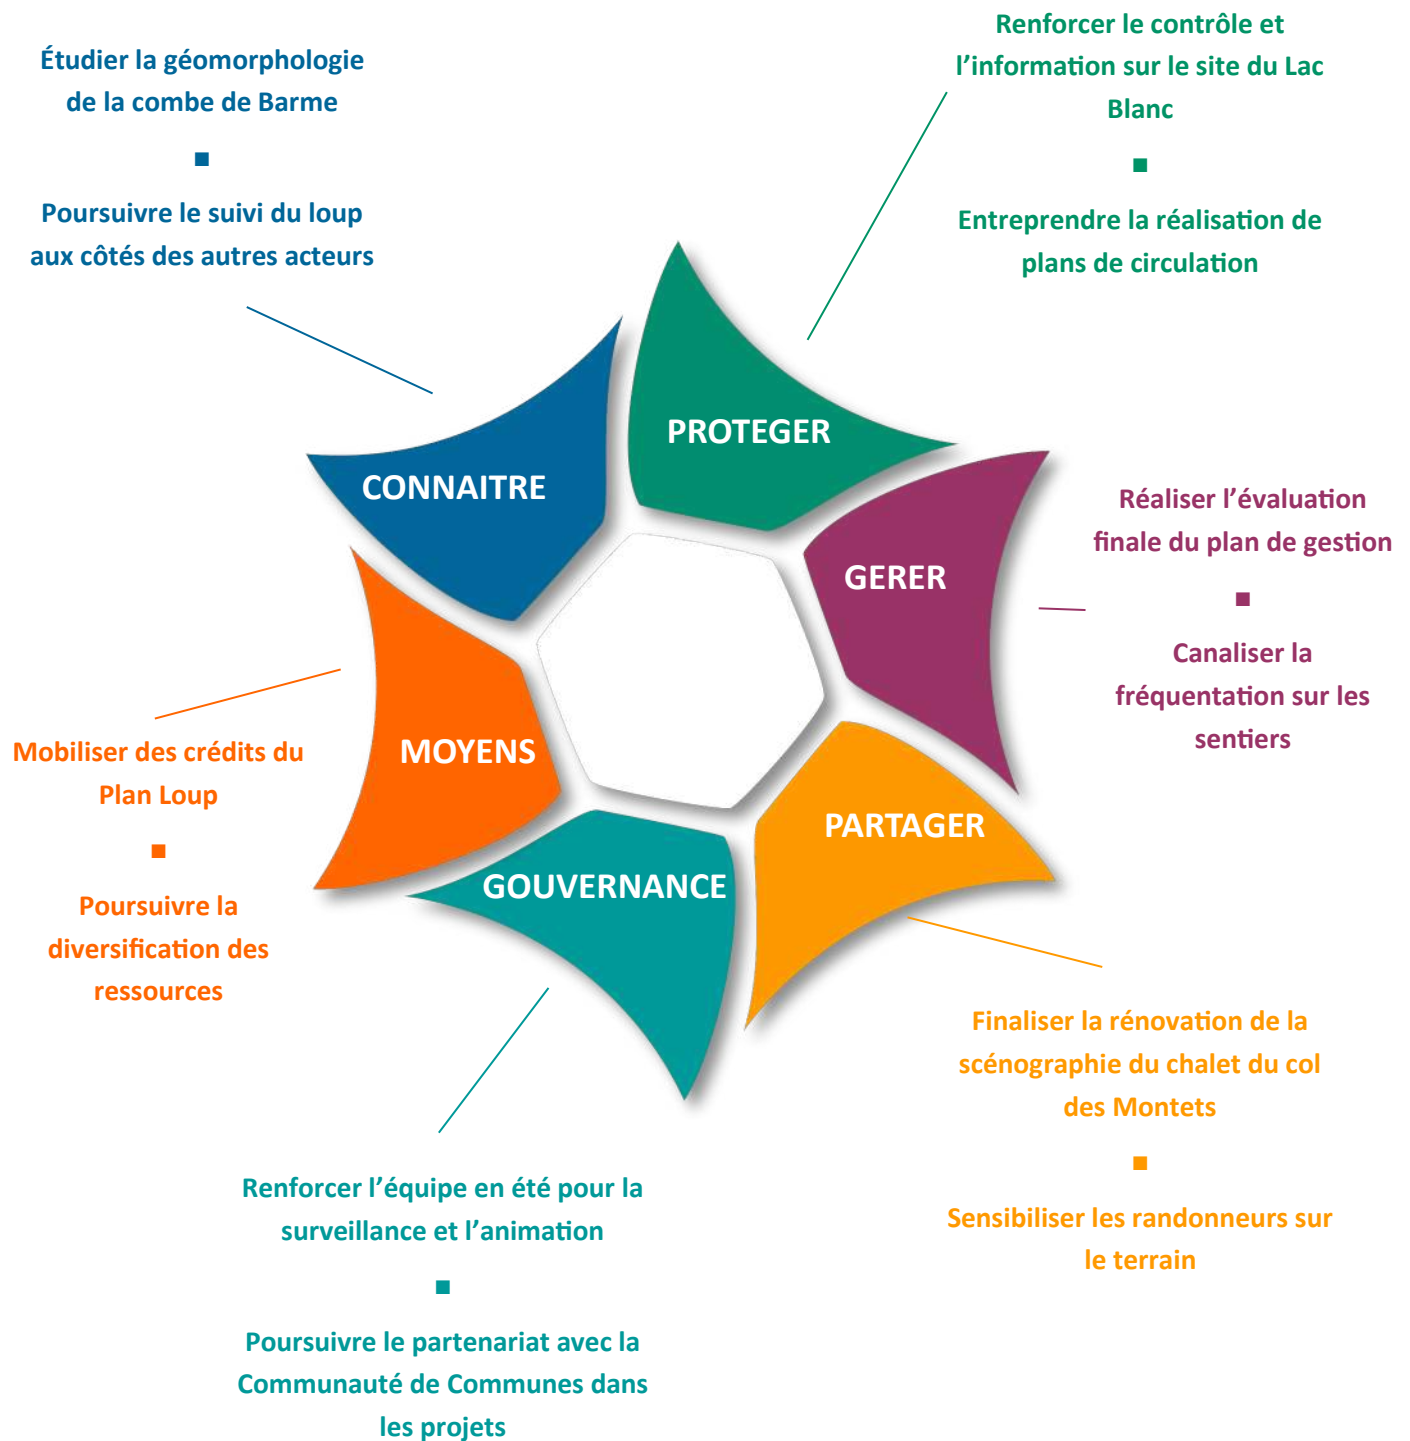 Étudier la géomorphologie
de la combe de Barme
■
Poursuivre le suivi du loup
aux côtés des autres acteurs
Renforcer le contrôle et
l’information sur le site du Lac
Blanc
■
Entreprendre la réalisation de
plans de circulation
PROTEGER
CONNAITRE
GERER
Réaliser l’évaluation
finale du plan de gestion
■
Canaliser la
fréquentation sur les
sentiers
MOYENS
Mobiliser des crédits du
Plan Loup
■
Poursuivre la
diversification des
ressources
PARTAGER
GOUVERNANCE
Finaliser la rénovation de la
scénographie du chalet du col
des Montets
■
Sensibiliser les randonneurs sur
le terrain
Renforcer l’équipe en été pour la
surveillance et l’animation
■
Poursuivre le partenariat avec la
Communauté de Communes dans
les projets